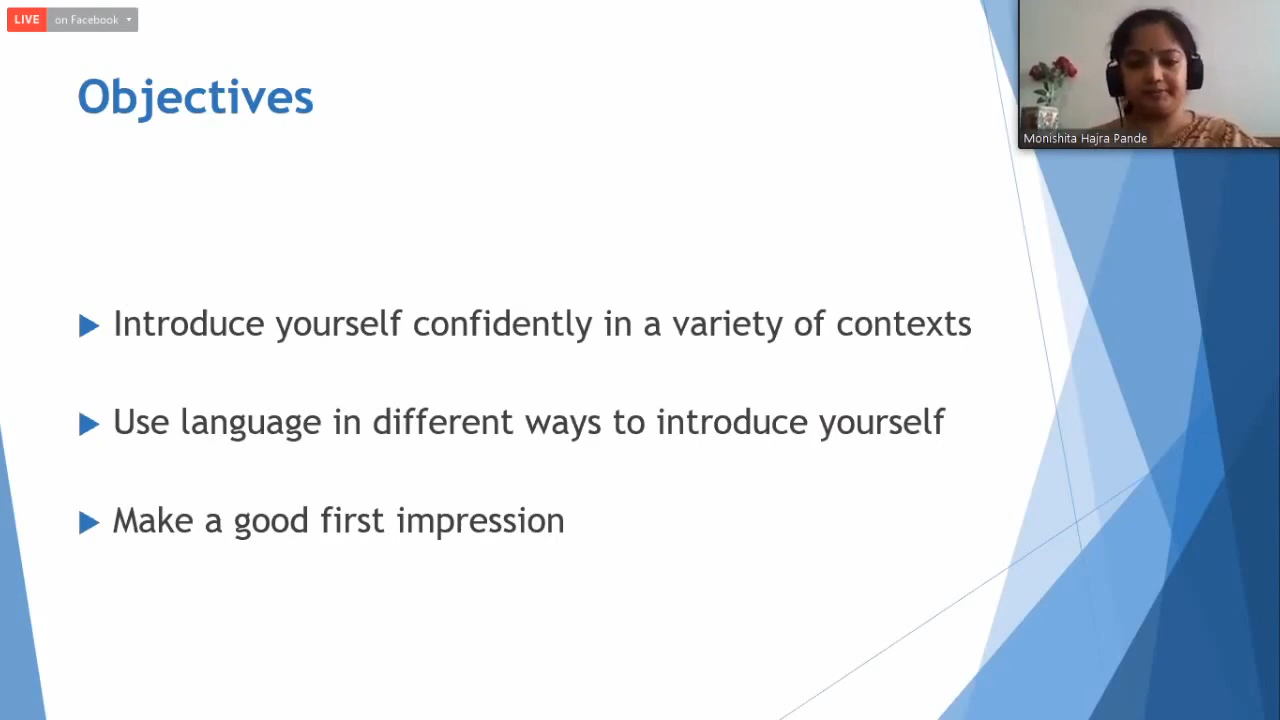 LIVE on Facebook
Objectives
Monishita Hajra Pande
Introduce yourself confidently in a variety of contexts
Use language in different ways to introduce yourself
Make a good first impression